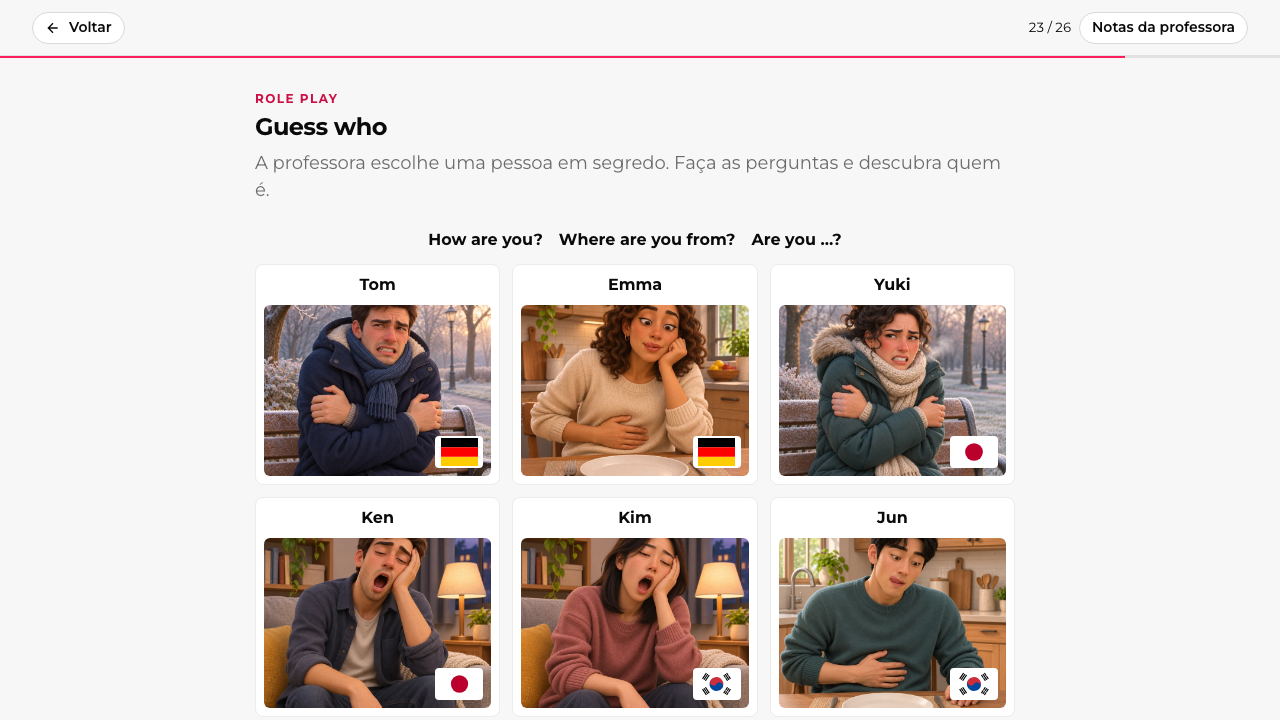 Voltar
23 / 26
Notas da professora
ROLE PLAY
Guess who
A professora escolhe uma pessoa em segredo. Faça as perguntas e descubra quem
é.
How are you? Where are you from? Are you ...?
Tom
Emma
Yuki
Ken
Kim
Jun